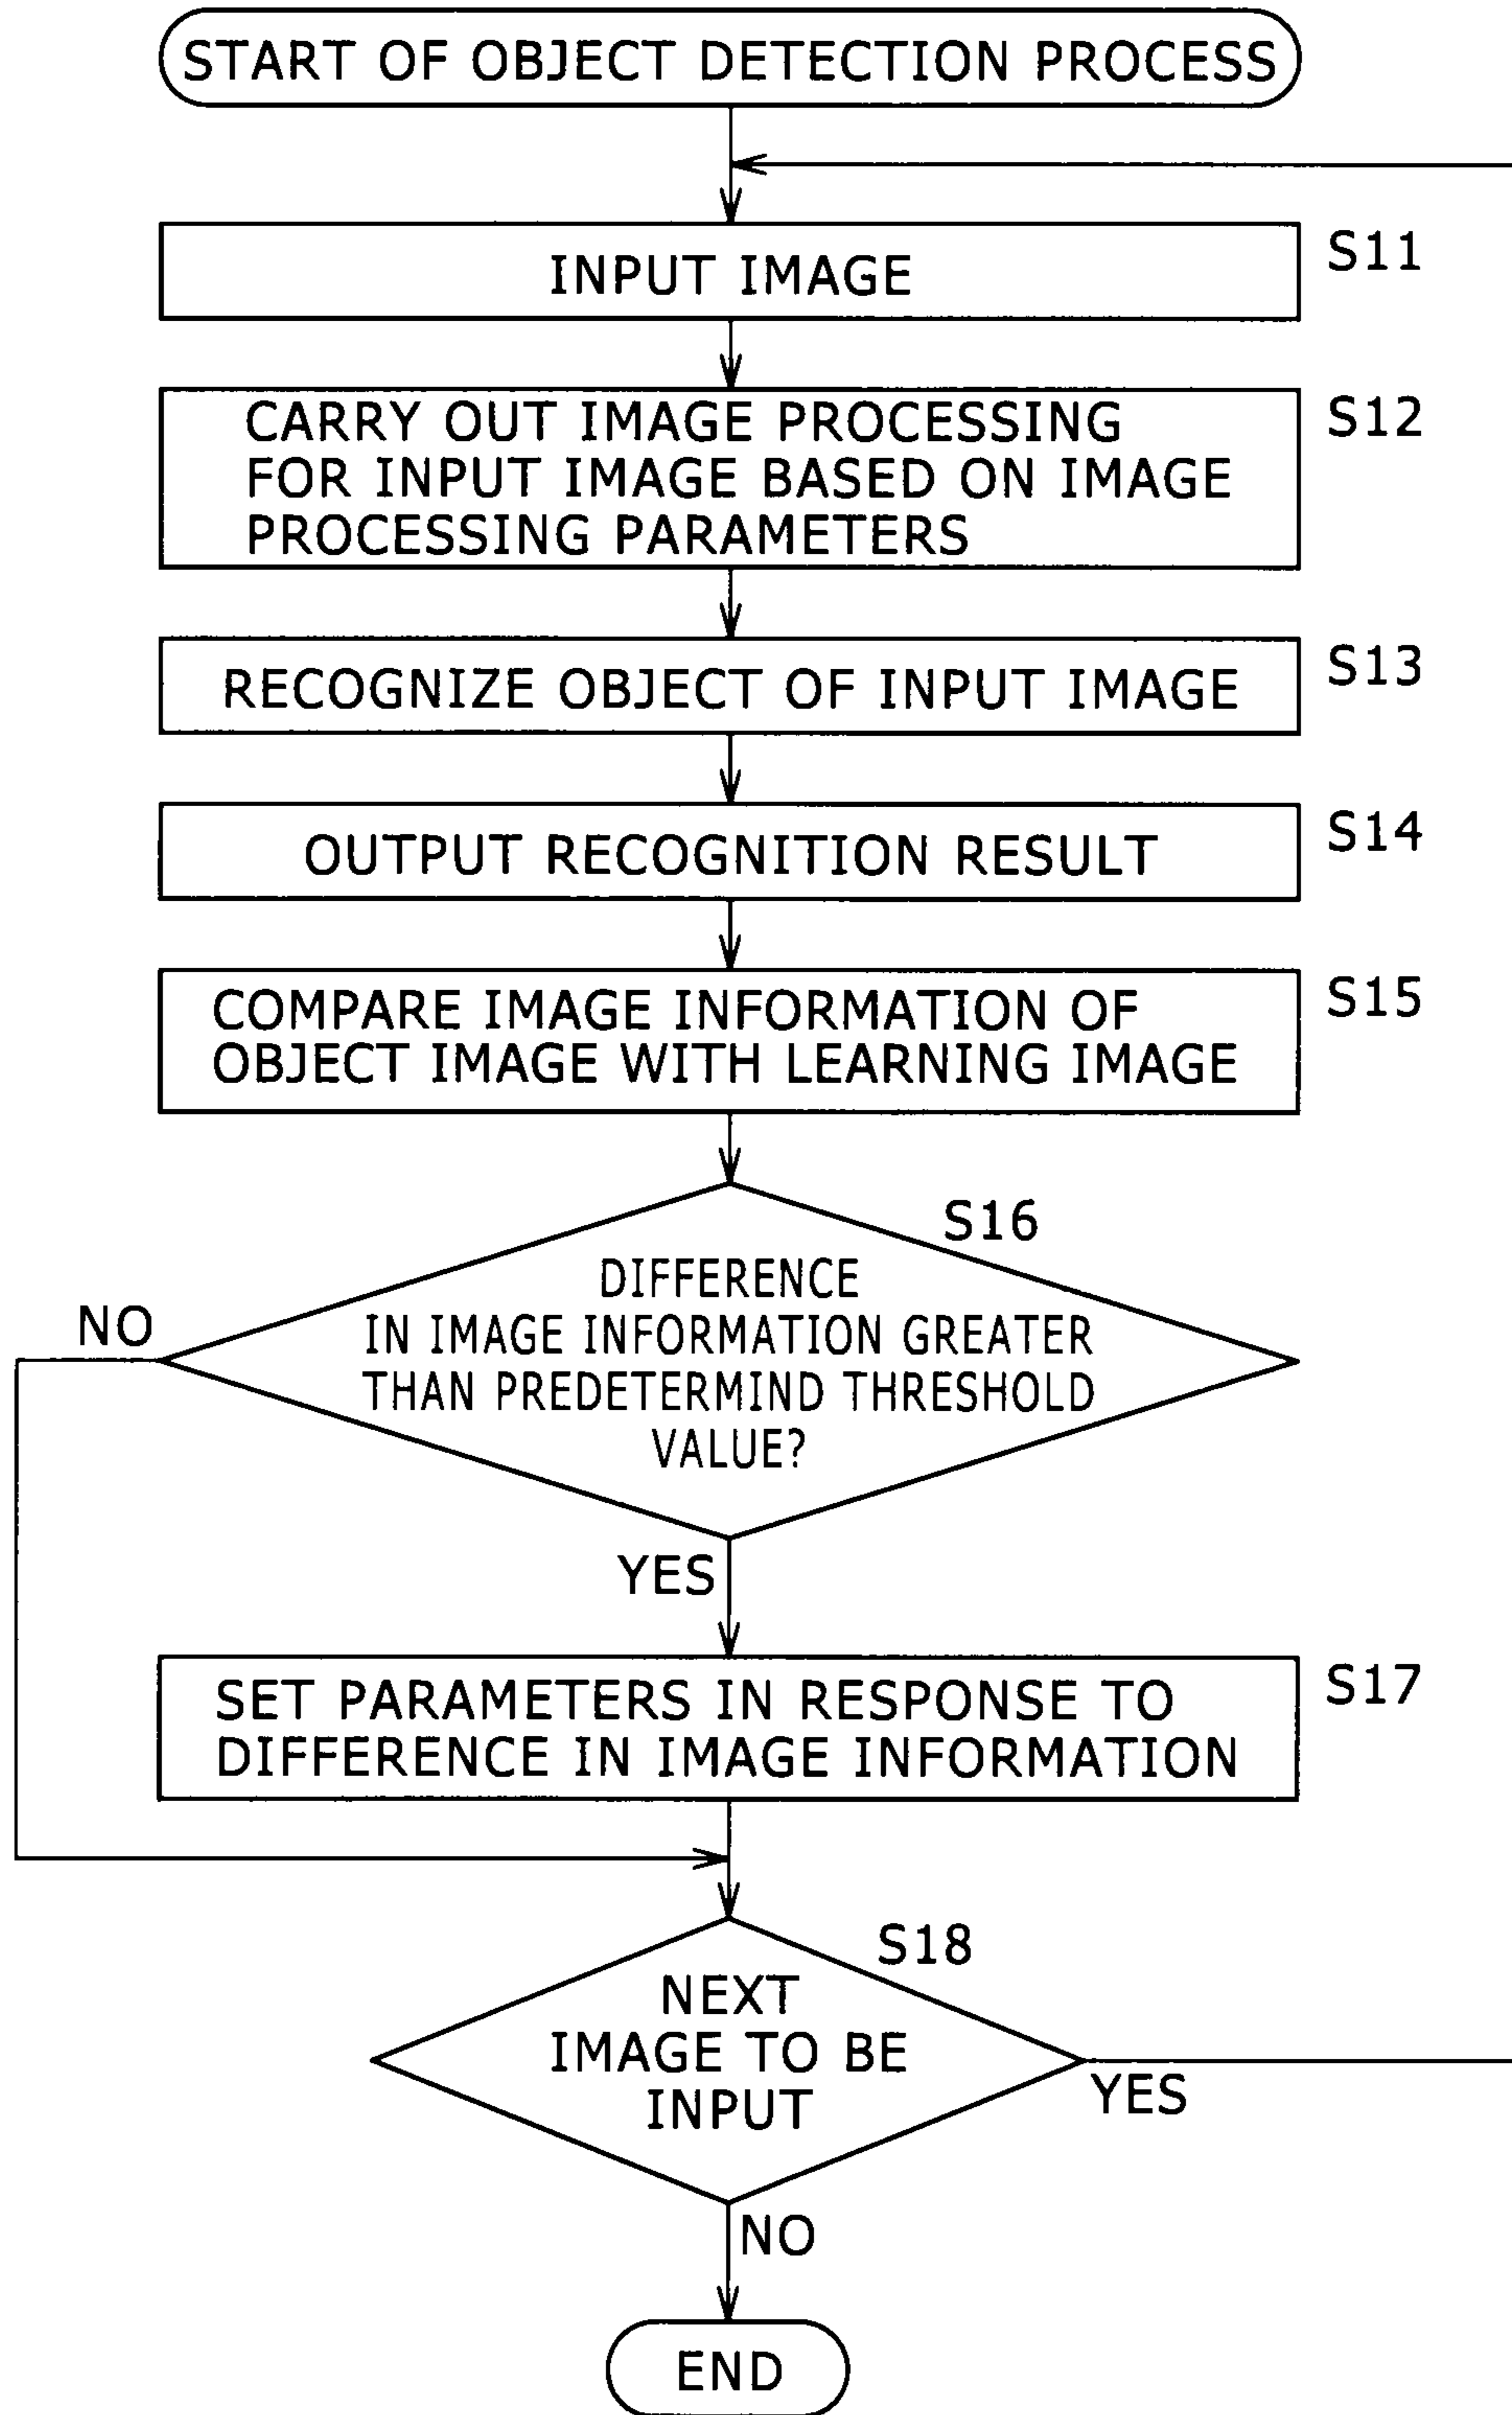 START OF OBJECT DETECTION PROCESS
INPUT IMAGE
S11
CARRY OUT IMAGE PROCESSING
FOR INPUT IMAGE BASED ON IMAGE
PROCESSING PARAMETERS
S12
RECOGNIZE OBJECT OF INPUT IMAGE
S13
OUTPUT RECOGNITION RESULT
S14
COMPARE IMAGE INFORMATION OF
OBJECT IMAGE WITH LEARNING IMAGE
S15
S16
DIFFERENCE
IN IMAGE INFORMATION GREATER
THAN PREDETERMIND THRESHOLD
VALUE?
NO
YES
SET PARAMETERS IN RESPONSE TO
DIFFERENCE IN IMAGE INFORMATION
S17
S18
NEXT
IMAGE TO BE
INPUT
YES
NO
END